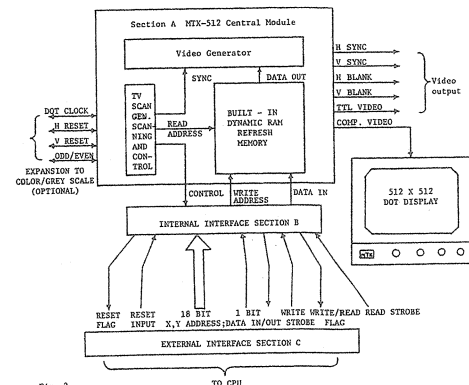 Section A MTX-512 Central Module
Video Generator
SYNC
DATA OUT
TV
SCAN
GEN.
SCAN-
NING
AND
CON-
TROL
READ
ADDRESS
BUILT - IN
DYNAMIC RAM
REFRESH
MEMORY
H SYNC
V SYNC
H BLANK
V BLANK
TTL VIDEO
COMP. VIDEO
Video
output
DOT CLOCK
H RESET
V RESET
ODD/EVEN
EXPANSION TO
COLOR/GREY SCALE
(OPTIONAL)
CONTROL
WRITE
ADDRESS
DATA IN
512 X 512
DOT DISPLAY
INTERNAL INTERFACE SECTION B
RESET RESET 18 BIT 1 BIT WRITE WRITE/READ READ STROBE
FLAG INPUT X,Y ADDRESS;DATA IN/OUT STROBE FLAG
EXTERNAL INTERFACE SECTION C
TO CPU